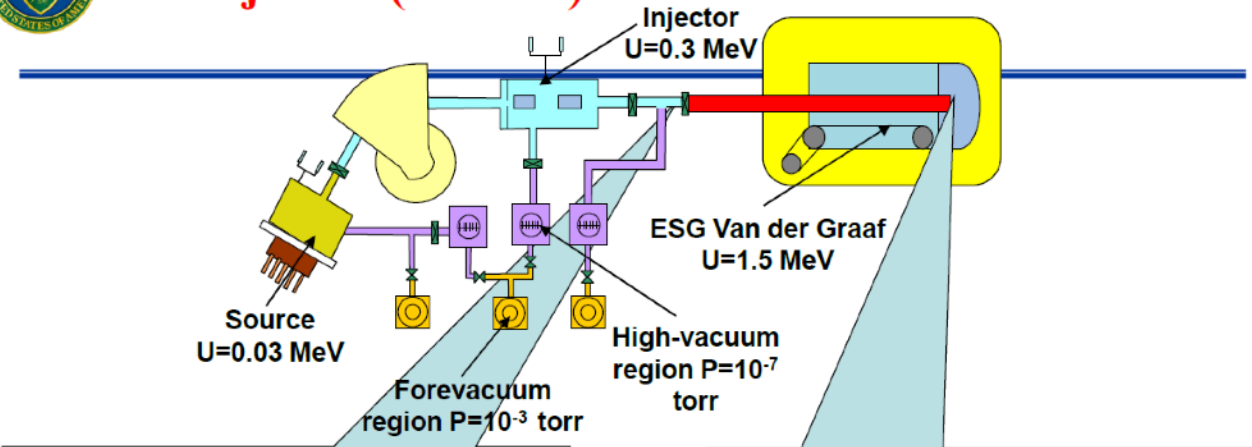 Injector
U=0.3 MeV
ESG Van der Graaf
U=1.5 MeV
Source
U=0.03 MeV
High-vacuum
region P=10⁻⁷
torr
Forevacuum
region P=10⁻³ torr